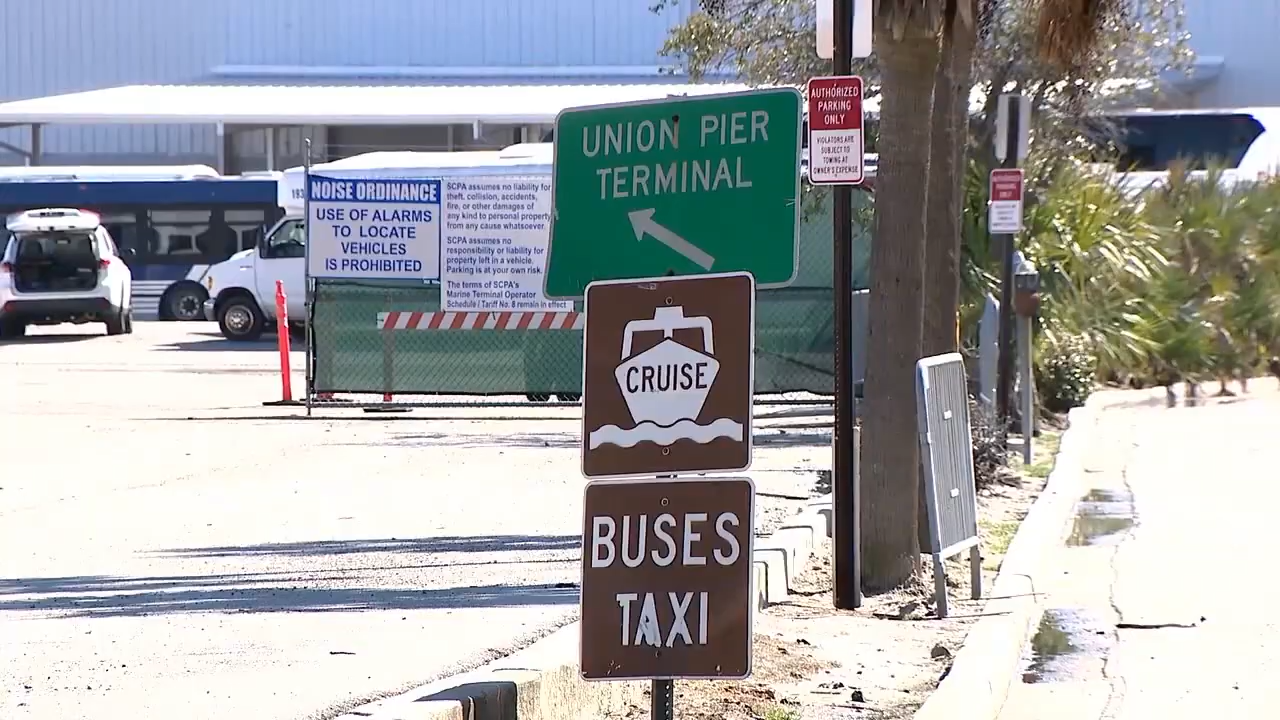 UNION PIER
TERMINAL
CRUISE
BUSES
TAXI
NOISE ORDINANCE
USE OF ALARMS
TO LOCATE
VEHICLES
IS PROHIBITED
SCPA assumes no liability for
theft, collision, accidents,
fire, or other damages of
any kind to personal property
from any cause whatsoever.
SCPA assumes no
responsibility or liability for
property left in a vehicle.
Parking is at your own risk.
The terms of SCPA's
Marine Terminal Operator
Schedule / Tariff No. 8 remain in effect
AUTHORIZED
PARKING
ONLY
VIOLATORS ARE
SUBJECT TO
TOWING AT
OWNER'S EXPENSE
193